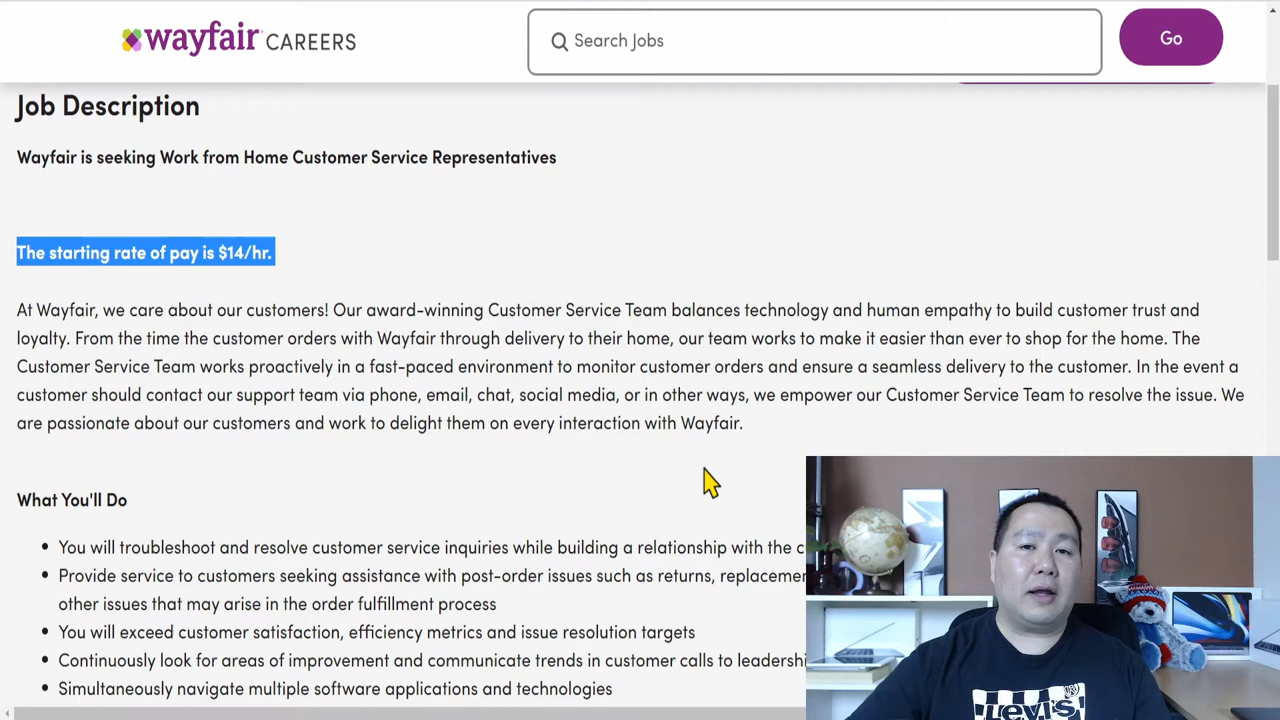 wayfair CAREERS
Search Jobs
Go
Job Description
Wayfair is seeking Work from Home Customer Service Representatives
The starting rate of pay is $14/hr.
At Wayfair, we care about our customers! Our award-winning Customer Service Team balances technology and human empathy to build customer trust and
loyalty. From the time the customer orders with Wayfair through delivery to their home, our team works to make it easier than ever to shop for the home. The
Customer Service Team works proactively in a fast-paced environment to monitor customer orders and ensure a seamless delivery to the customer. In the event a
customer should contact our support team via phone, email, chat, social media, or in other ways, we empower our Customer Service Team to resolve the issue. We
are passionate about our customers and work to delight them on every interaction with Wayfair.
What You'll Do
• You will troubleshoot and resolve customer service inquiries while building a relationship with the
• Provide service to customers seeking assistance with post-order issues such as returns,
other issues that may arise in the order fulfillment process
• You will exceed customer satisfaction, efficiency metrics and issue resolution targets
• Continuously look for areas of improvement and communicate trends in customer calls to
• Simultaneously navigate multiple software applications and technologies
Levi's